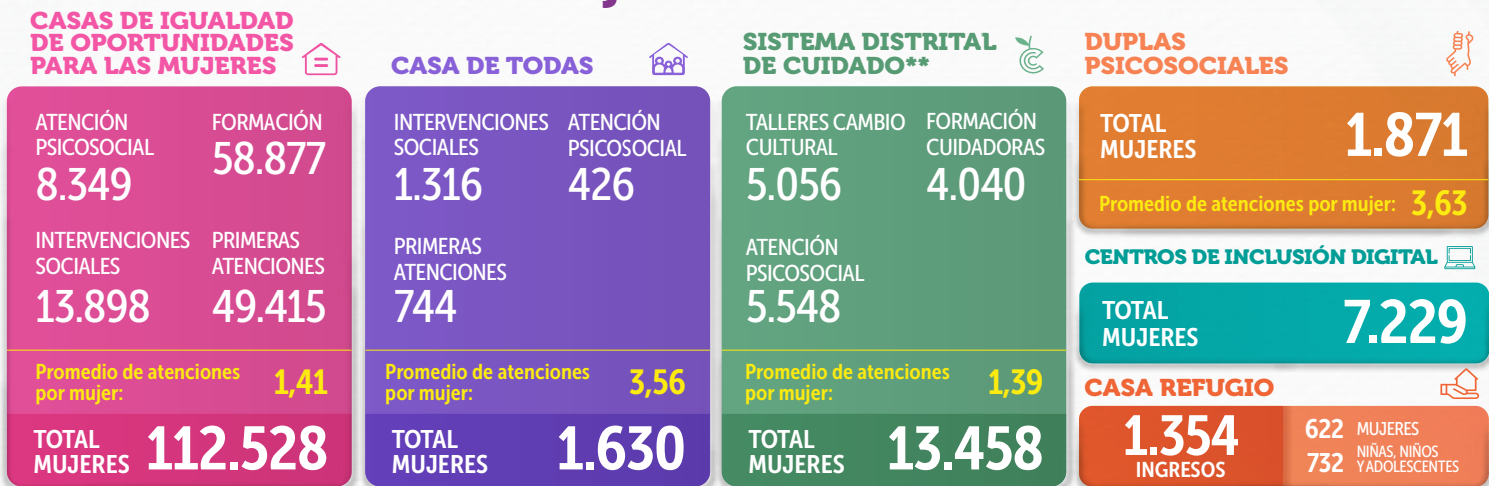 CASAS DE IGUALDAD
DE OPORTUNIDADES
PARA LAS MUJERES
ATENCIÓN
PSICOSOCIAL
8.349
FORMACIÓN
58.877
INTERVENCIONES
SOCIALES
13.898
PRIMERAS
ATENCIONES
49.415
Promedio de atenciones
por mujer:
1,41
TOTAL
MUJERES
112.528
CASA DE TODAS
INTERVENCIONES
SOCIALES
1.316
ATENCIÓN
PSICOSOCIAL
426
PRIMERAS
ATENCIONES
744
Promedio de atenciones
por mujer:
3,56
TOTAL
MUJERES
1.630
SISTEMA DISTRITAL
DE CUIDADO**
TALLERES CAMBIO
CULTURAL
5.056
FORMACIÓN
CUIDADORAS
4.040
ATENCIÓN
PSICOSOCIAL
5.548
Promedio de atenciones
por mujer:
1,39
TOTAL
MUJERES
13.458
DUPLAS
PSICOSOCIALES
TOTAL
MUJERES
1.871
Promedio de atenciones por mujer: 3,63
CENTROS DE INCLUSIÓN DIGITAL
TOTAL
MUJERES
7.229
CASA REFUGIO
1.354
INGRESOS
622 MUJERES
732 NIÑAS, NIÑOS
Y ADOLESCENTES